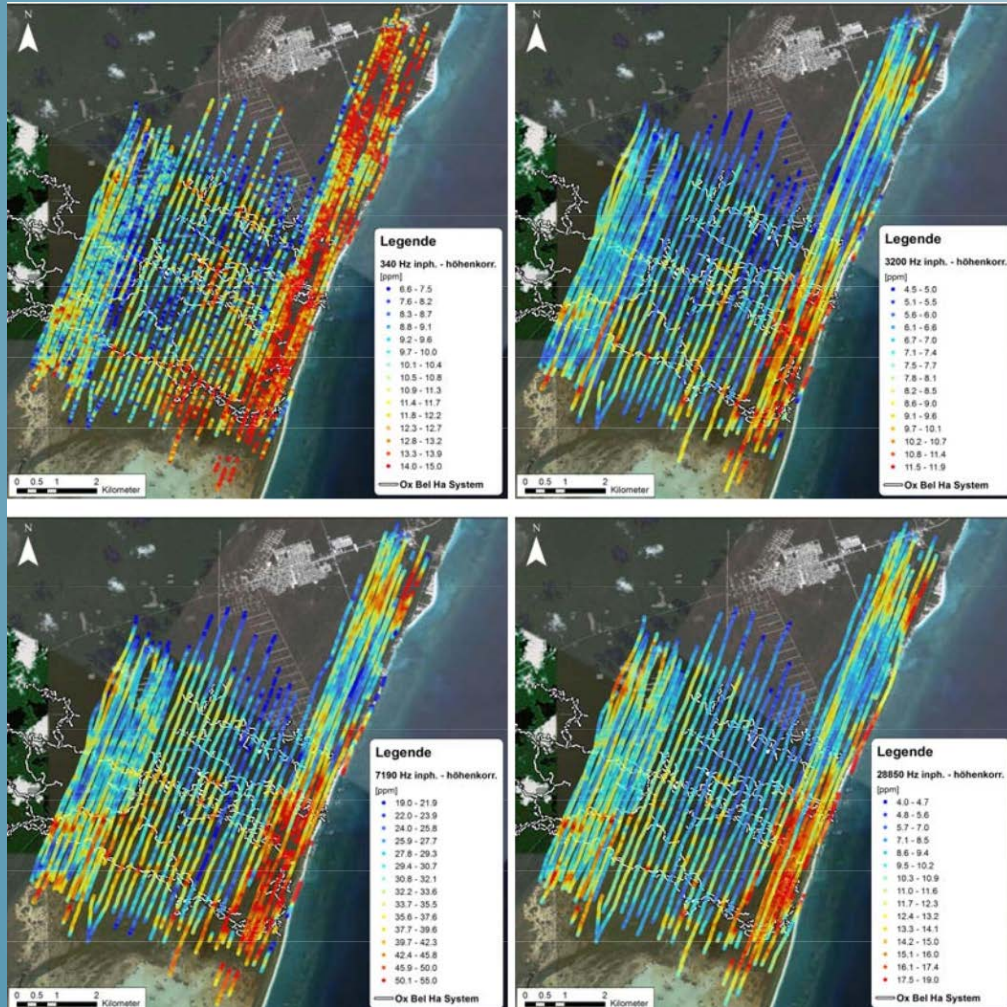 N
Legende
340 Hz inph. - höhenkorr.
[ppm]
6.6 - 7.5
7.6 - 8.2
8.3 - 8.7
8.8 - 9.1
9.2 - 9.6
9.7 - 10.0
10.1 - 10.4
10.5 - 10.8
10.9 - 11.3
11.4 - 11.7
11.8 - 12.2
12.3 - 12.7
12.8 - 13.2
13.3 - 13.9
14.0 - 15.0
Ox Bel Ha System
0 0.5 1 2
Kilometer
N
Legende
3200 Hz inph. - höhenkorr.
[ppm]
4.5 - 5.0
5.1 - 5.5
5.6 - 6.0
6.1 - 6.6
6.7 - 7.0
7.1 - 7.4
7.5 - 7.7
7.8 - 8.1
8.2 - 8.5
8.6 - 9.0
9.1 - 9.6
9.7 - 10.1
10.2 - 10.7
10.8 - 11.4
11.5 - 11.9
Ox Bel Ha System
0 0.5 1 2
Kilometer
N
Legende
7190 Hz inph. - höhenkorr.
[ppm]
19.0 - 21.9
22.0 - 23.9
24.0 - 25.8
25.9 - 27.7
27.8 - 29.3
29.4 - 30.7
30.8 - 32.1
32.2 - 33.6
33.7 - 35.5
35.6 - 37.6
37.7 - 39.6
39.7 - 42.3
42.4 - 45.8
45.9 - 50.0
50.1 - 55.0
Ox Bel Ha System
0 0.5 1 2
Kilometer
N
Legende
28850 Hz inph. - höhenkorr.
[ppm]
4.0 - 4.7
4.8 - 5.6
5.7 - 7.0
7.1 - 8.5
8.6 - 9.4
9.5 - 10.2
10.3 - 10.9
11.0 - 11.6
11.7 - 12.3
12.4 - 13.2
13.3 - 14.1
14.2 - 15.0
15.1 - 16.0
16.1 - 17.4
17.5 - 19.0
Ox Bel Ha System
0 0.5 1 2
Kilometer